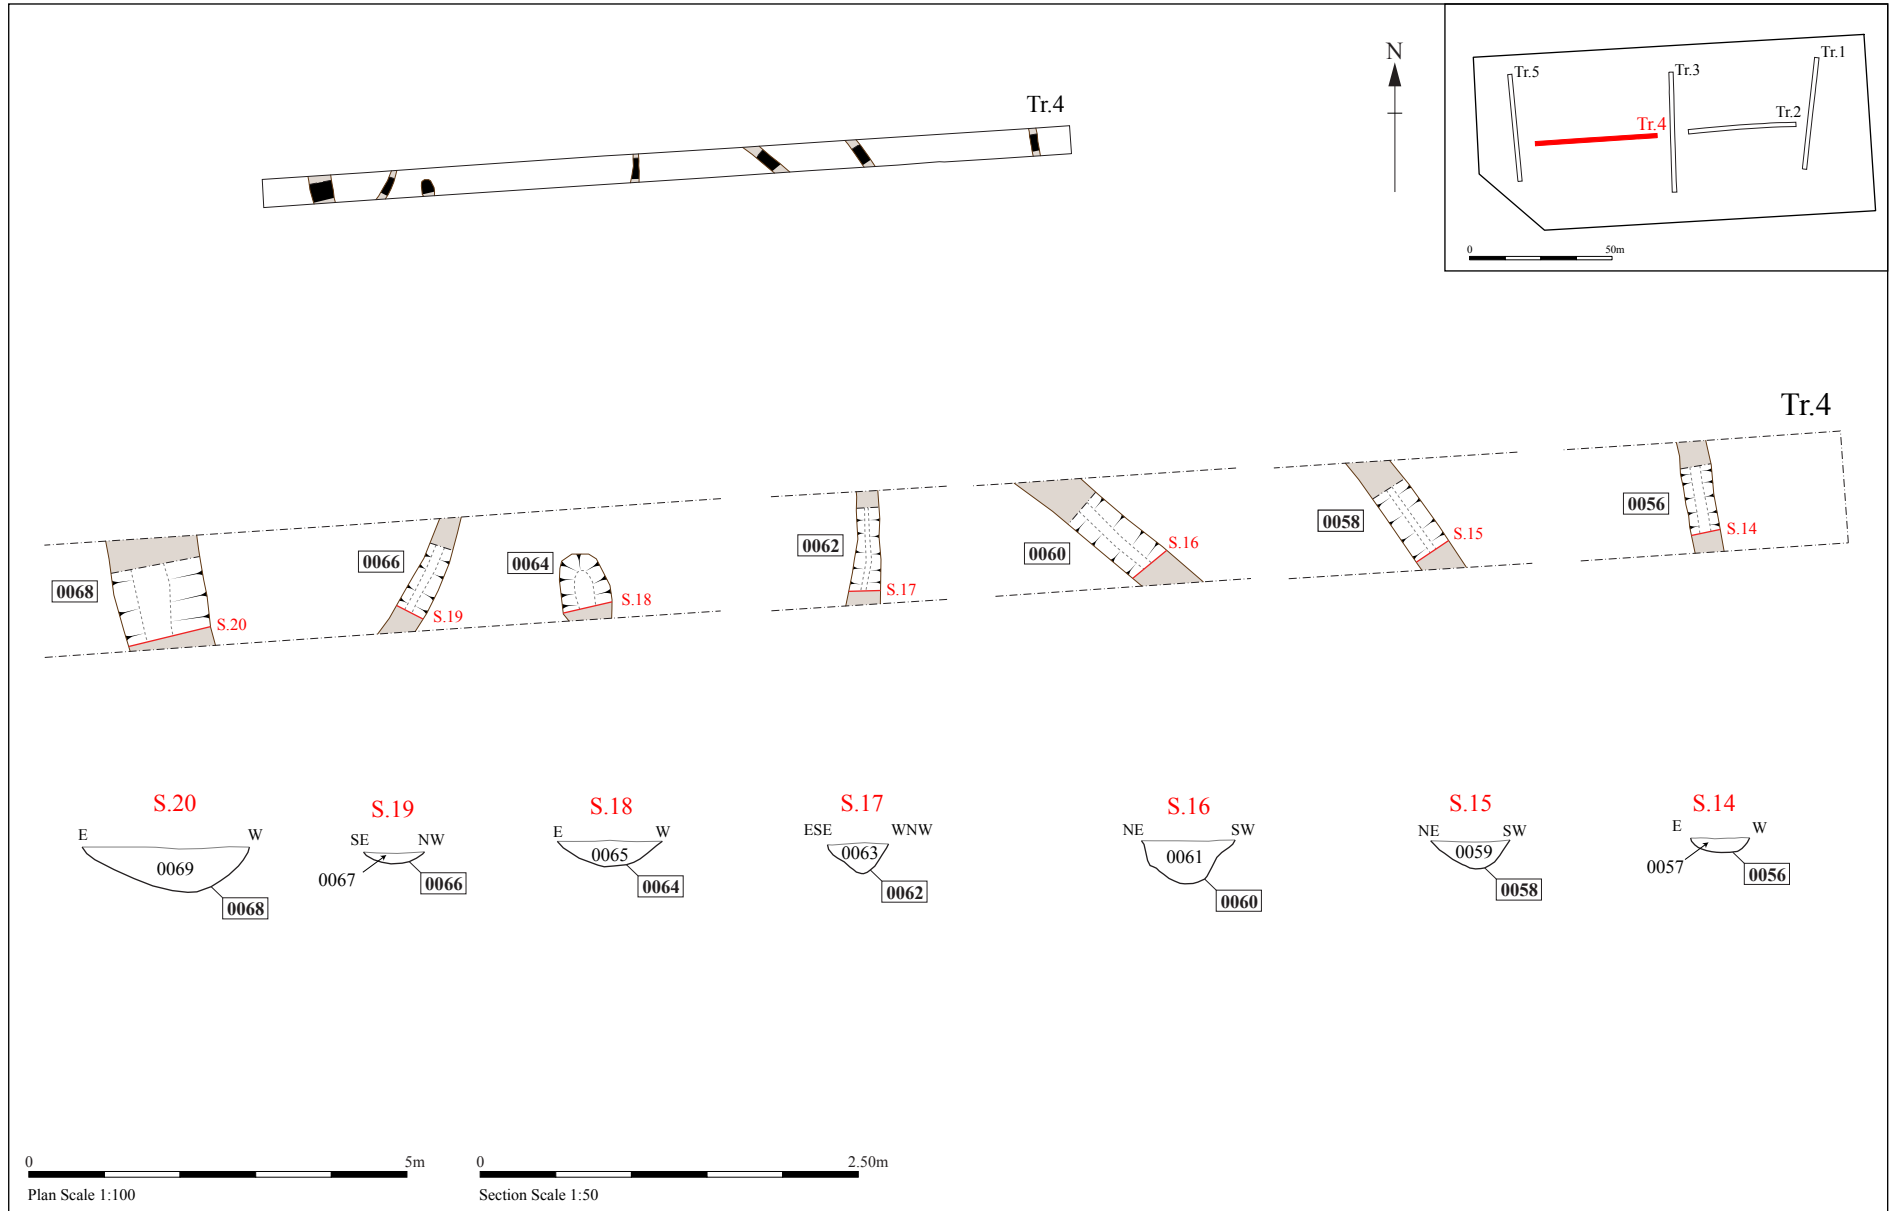 Tr.4
N
Tr.5
Tr.3
Tr.1
Tr.4
Tr.2
0 50m
Tr.4
0068
S.20
0066
S.19
0064
S.18
0062
S.17
0060
S.16
0058
S.15
0056
S.14
S.20
E W
0069
0068
S.19
SE NW
0067
0066
S.18
E W
0065
0064
S.17
ESE WNW
0063
0062
S.16
NE SW
0061
0060
S.15
NE SW
0059
0058
S.14
E W
0057
0056
0 5m
Plan Scale 1:100
0 2.50m
Section Scale 1:50